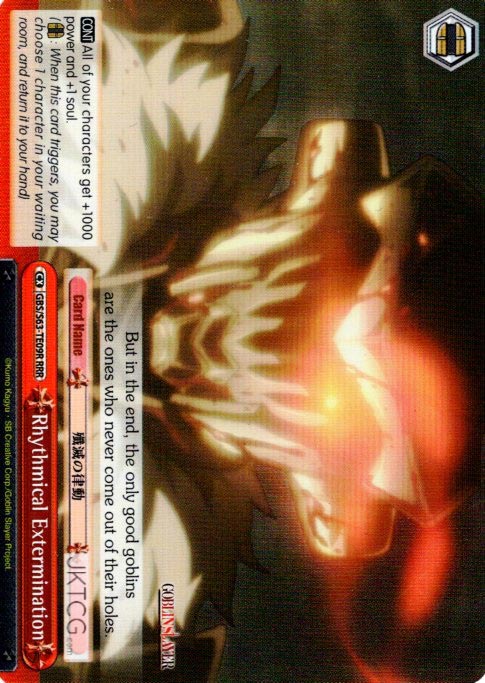 GOBLIN SLAYER
But in the end, the only good goblins
are the ones who never come out of their holes.
CONT All of your characters get +1000
power and +1 soul.
( : When this card triggers, you may
choose 1 character in your waiting
room, and return it to your hand)
Card Name
殲滅の律動
JKTCG.com
CX
GBS/S63-TE09R RRR
Rhythmical Extermination
©Kumo Kagyu・SB Creative Corp./Goblin Slayer Project.